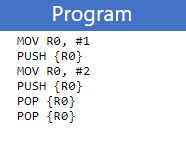 Program
MOV R0, #1
PUSH {R0}
MOV R0, #2
PUSH {R0}
POP {R0}
POP {R0}